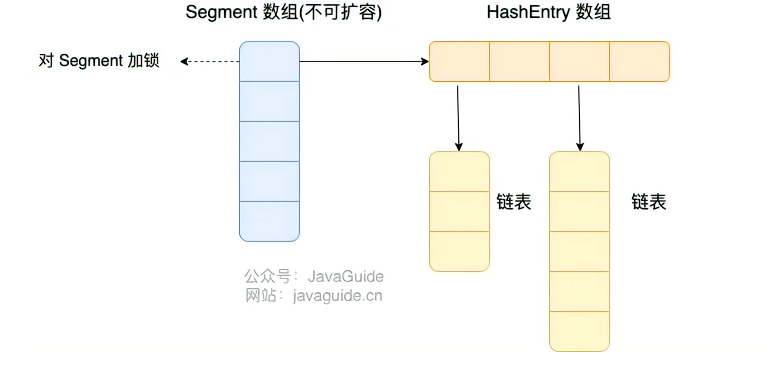 Segment 数组(不可扩容)
HashEntry 数组
对 Segment 加锁
链表
链表
公众号：JavaGuide
网站：javaguide.cn